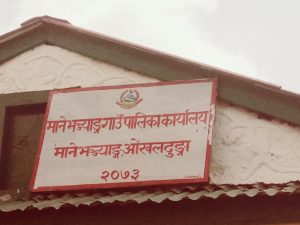 मानेभञ्ज्याङ्ग गाउँपालिका कार्यालय
मानेभञ्ज्याङ्ग, ओखलढुङ्गा
२०७३